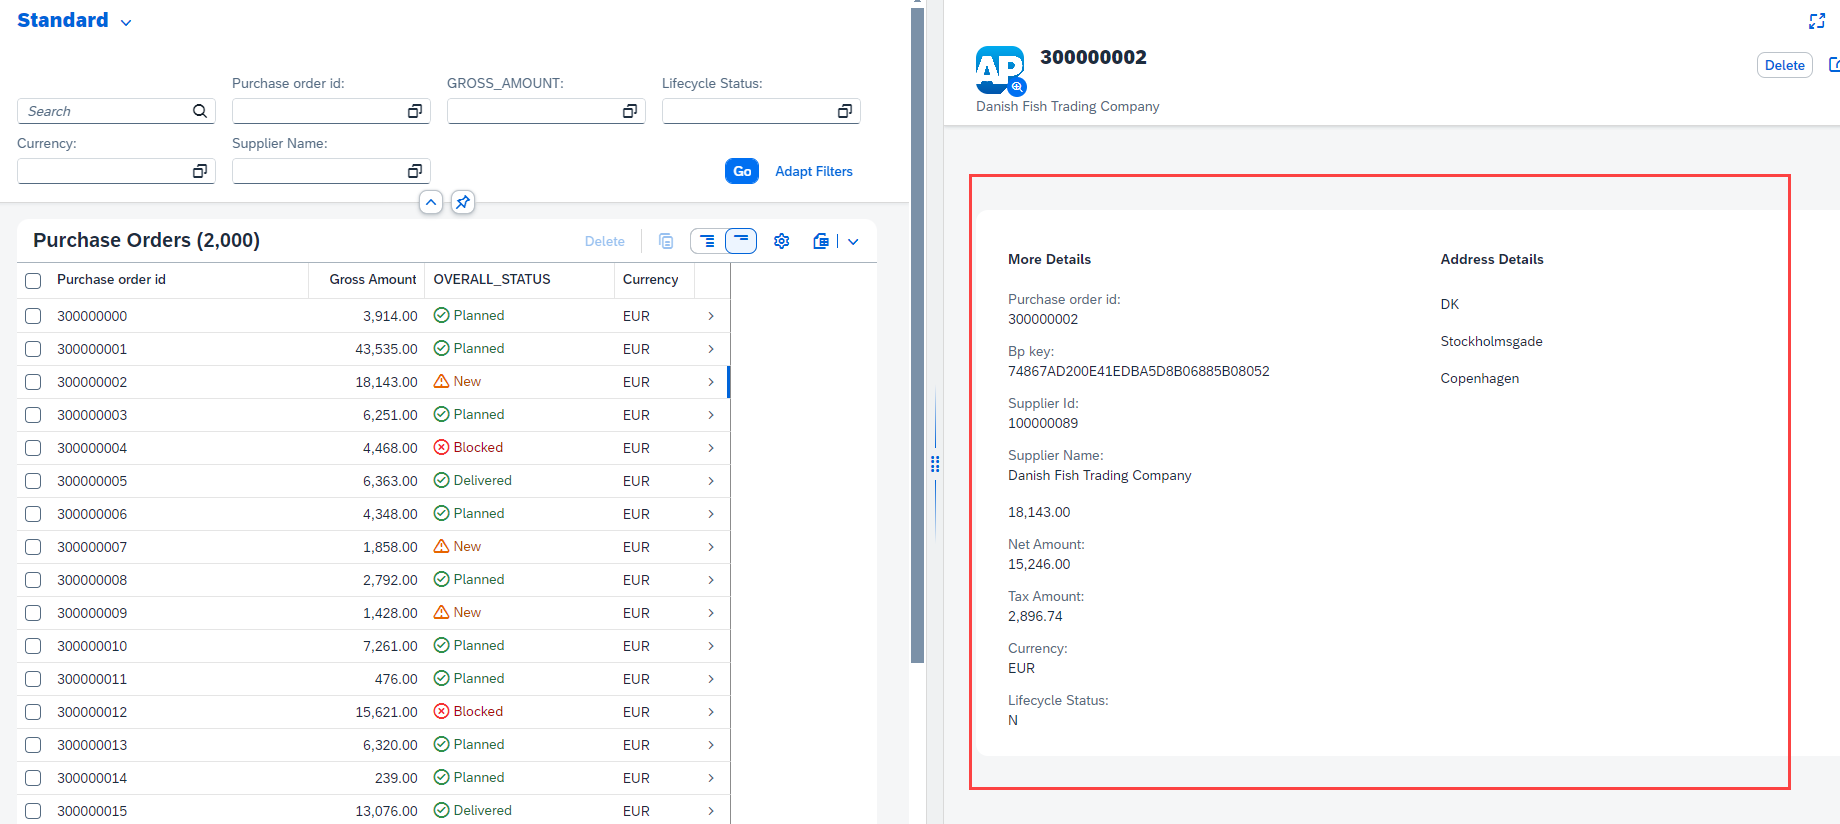 Standard
Purchase order id:
GROSS_AMOUNT:
Lifecycle Status:
Search
Currency:
Supplier Name:
Go
Adapt Filters
Purchase Orders (2,000)
Delete
Purchase order id Gross Amount OVERALL_STATUS Currency
300000000 3,914.00 Planned EUR
300000001 43,535.00 Planned EUR
300000002 18,143.00 New EUR
300000003 6,251.00 Planned EUR
300000004 4,468.00 Blocked EUR
300000005 6,363.00 Delivered EUR
300000006 4,348.00 Planned EUR
300000007 1,858.00 New EUR
300000008 2,792.00 Planned EUR
300000009 1,428.00 New EUR
300000010 7,261.00 Planned EUR
300000011 476.00 Planned EUR
300000012 15,621.00 Blocked EUR
300000013 6,320.00 Planned EUR
300000014 239.00 Planned EUR
300000015 13,076.00 Delivered EUR
AP
300000002
Delete
Danish Fish Trading Company
More Details
Purchase order id:
300000002
Bp key:
74867AD200E41EDBA5D8B06885B08052
Supplier Id:
100000089
Supplier Name:
Danish Fish Trading Company
18,143.00
Net Amount:
15,246.00
Tax Amount:
2,896.74
Currency:
EUR
Lifecycle Status:
N
Address Details
DK
Stockholmsgade
Copenhagen